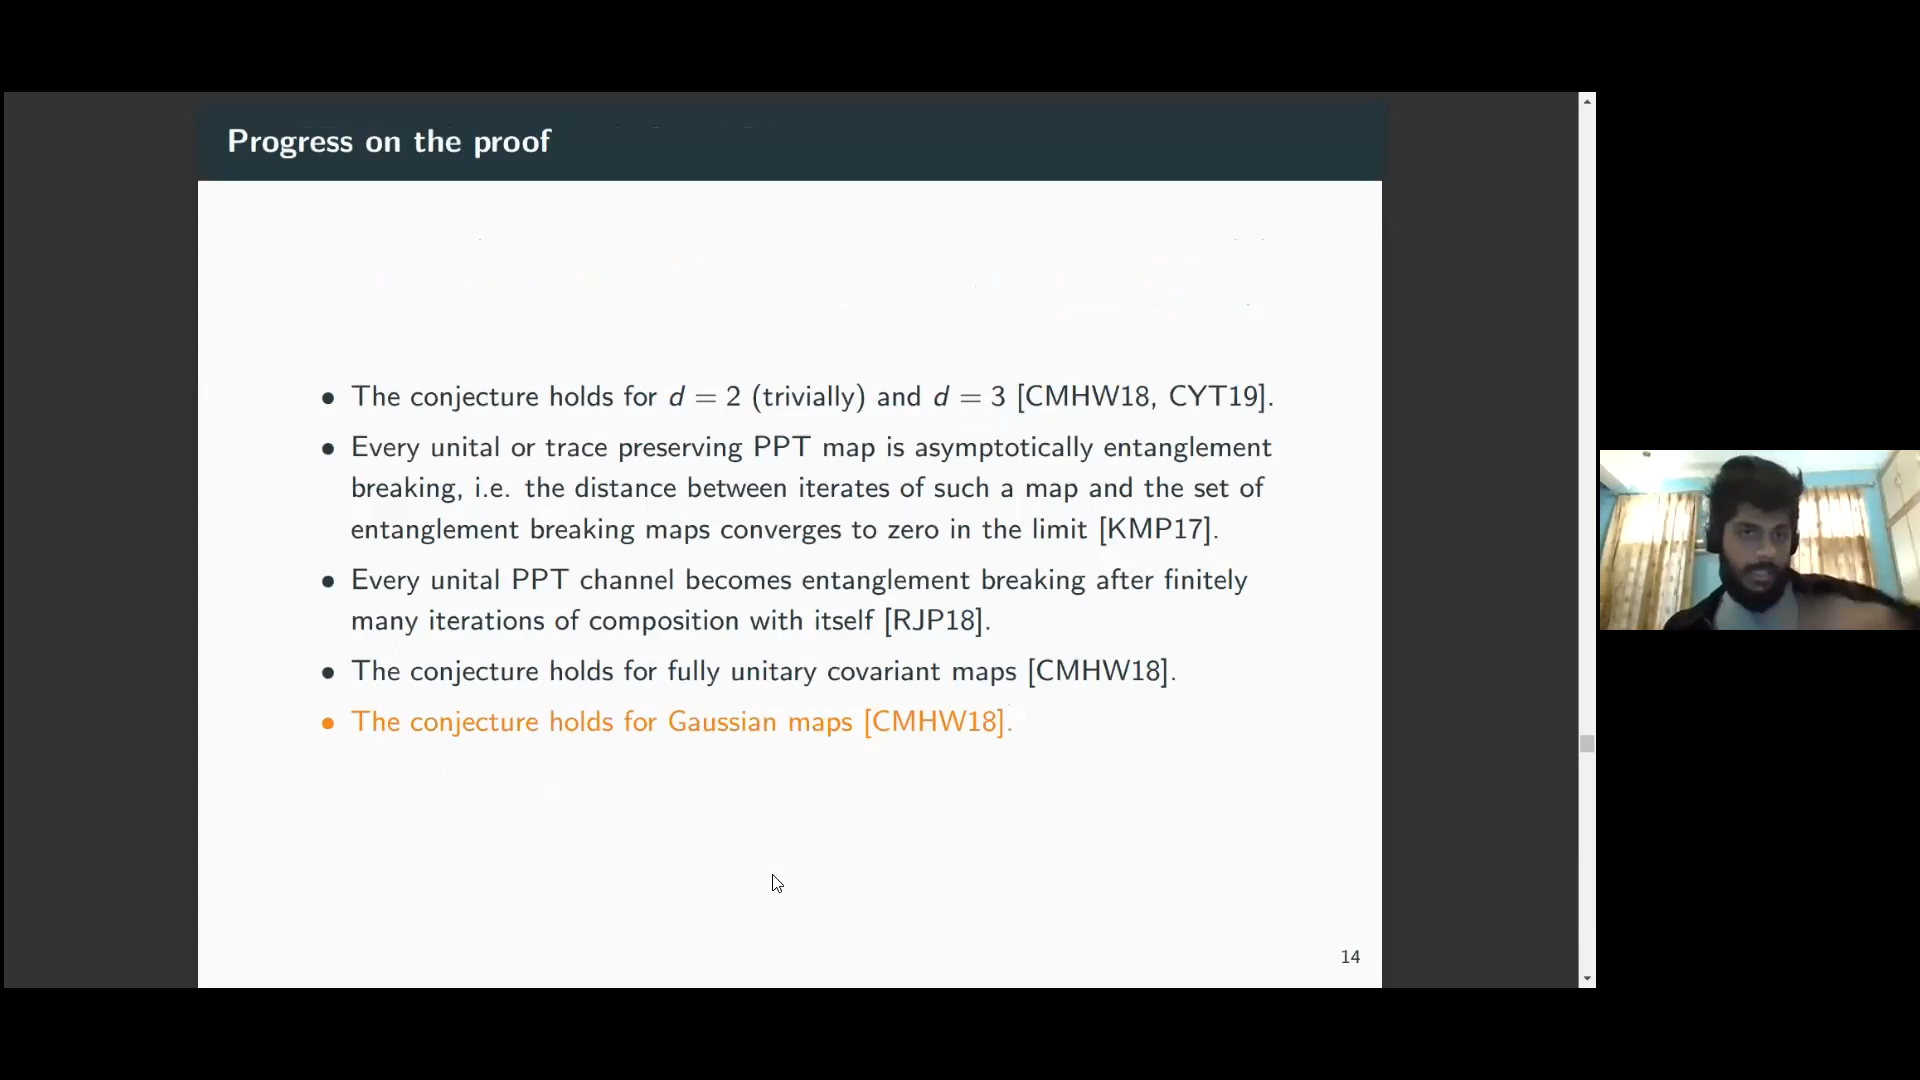 Progress on the proof
• The conjecture holds for d = 2 (trivially) and d = 3 [CMHW18, CYT19].
• Every unital or trace preserving PPT map is asymptotically entanglement
breaking, i.e. the distance between iterates of such a map and the set of
entanglement breaking maps converges to zero in the limit [KMP17].
• Every unital PPT channel becomes entanglement breaking after finitely
many iterations of composition with itself [RJP18].
• The conjecture holds for fully unitary covariant maps [CMHW18].
• The conjecture holds for Gaussian maps [CMHW18].
14